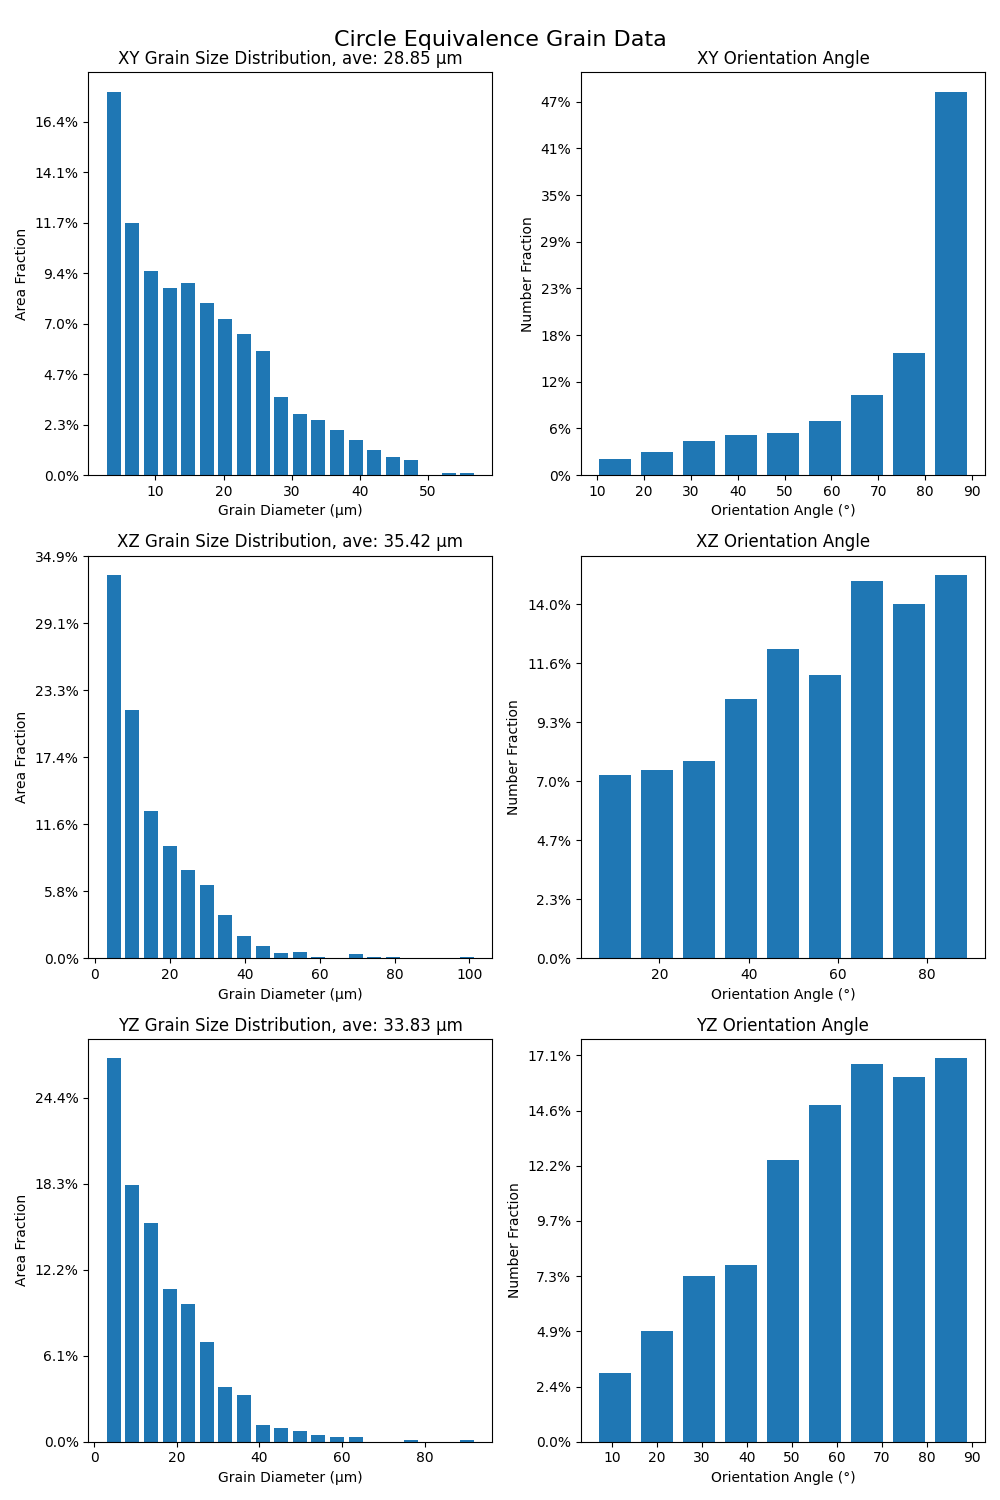 Circle Equivalence Grain Data
XY Grain Size Distribution, ave: 28.85 μm
Area Fraction
16.4%
14.1%
11.7%
9.4%
7.0%
4.7%
2.3%
0.0%
10 20 30 40 50
Grain Diameter (μm)
XY Orientation Angle
Number Fraction
47%
41%
35%
29%
23%
18%
12%
6%
0%
10 20 30 40 50 60 70 80 90
Orientation Angle (°)
XZ Grain Size Distribution, ave: 35.42 μm
Area Fraction
34.9%
29.1%
23.3%
17.4%
11.6%
5.8%
0.0%
0 20 40 60 80 100
Grain Diameter (μm)
XZ Orientation Angle
Number Fraction
14.0%
11.6%
9.3%
7.0%
4.7%
2.3%
0.0%
20 40 60 80
Orientation Angle (°)
YZ Grain Size Distribution, ave: 33.83 μm
Area Fraction
24.4%
18.3%
12.2%
6.1%
0.0%
0 20 40 60 80
Grain Diameter (μm)
YZ Orientation Angle
Number Fraction
17.1%
14.6%
12.2%
9.7%
7.3%
4.9%
2.4%
0.0%
10 20 30 40 50 60 70 80 90
Orientation Angle (°)